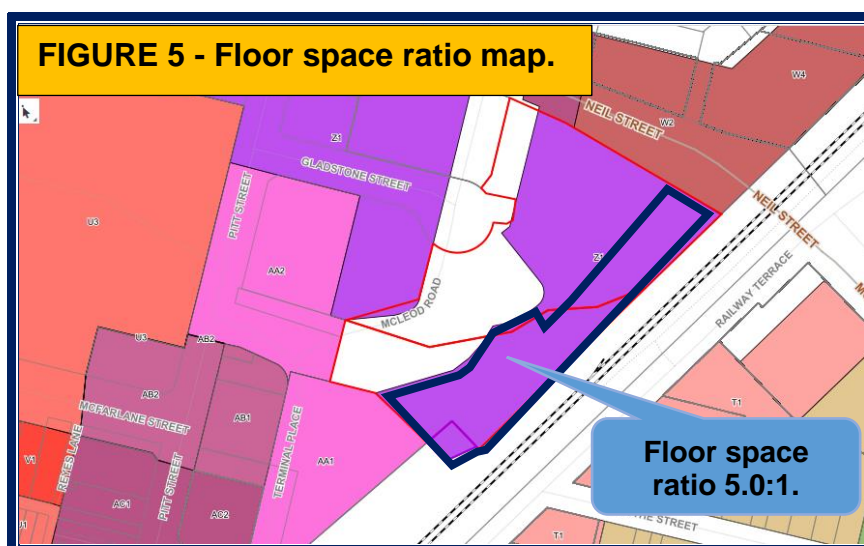 FIGURE 5 - Floor space ratio map.
W4
NEIL STREET
W2
Z1
GLADSTONE STREET
PITT STREET
U3
AA2
Z1
NEIL STREET
MCLEOD ROAD
RAILWAY TERRACE
U3
AB2
AB2
AB1
MCFARLANE STREET
REYES LANE
PITT STREET
TERMINAL PLACE
AA1
T1
V1
AC1
AC2
Floor space
ratio 5.0:1.
STREET
T1